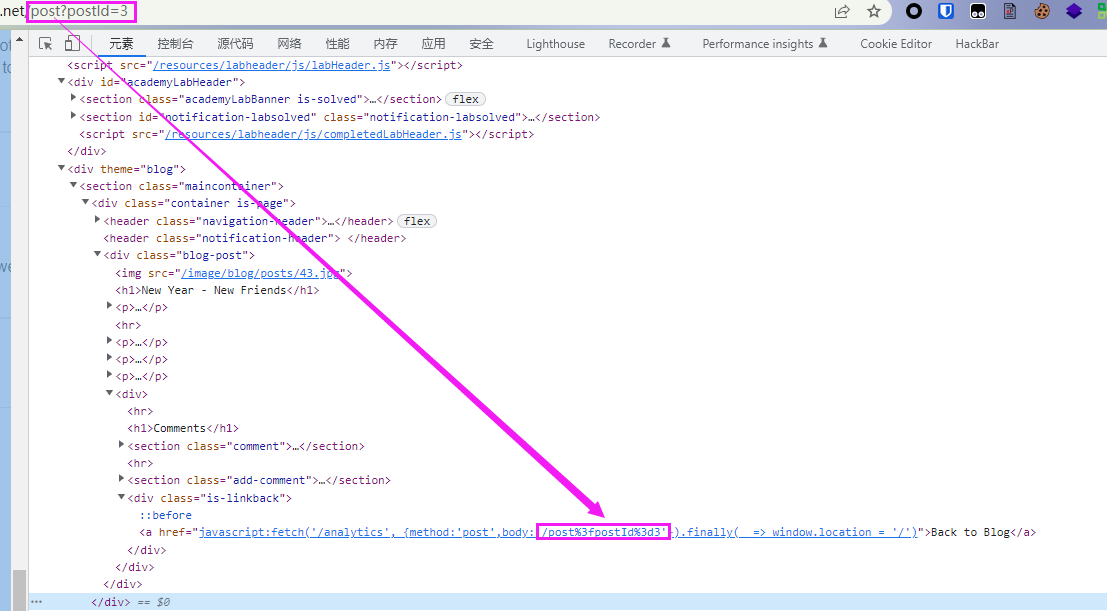 .net/post?postId=3
元素 控制台 源代码 网络 性能 内存 应用 安全 Lighthouse Recorder Performance insights Cookie Editor HackBar
<script src="/resources/labheader/js/labHeader.js"></script>
<div id="academyLabHeader">
<section class="academyLabBanner is-solved">…</section> flex
<section id="notification-labsolved" class="notification-labsolved">…</section>
<script src="/resources/labheader/js/completedLabHeader.js"></script>
</div>
<div theme="blog">
<section class="maincontainer">
<div class="container is-page">
<header class="navigation-header">…</header> flex
<header class="notification-header"> </header>
<div class="blog-post">
<img src="/image/blog/posts/43.jpg">
<h1>New Year - New Friends</h1>
<p>…</p>
<hr>
<p>…</p>
<p>…</p>
<p>…</p>
<div>
<hr>
<h1>Comments</h1>
<section class="comment">…</section>
<hr>
<section class="add-comment">…</section>
<div class="is-linkback">
::before
<a href="javascript:fetch('/analytics', {method:'post',body:'/post%3fpostId%3d3'}).finally(_ => window.location = '/')">Back to Blog</a>
</div>
</div>
</div>
… </div> == $0